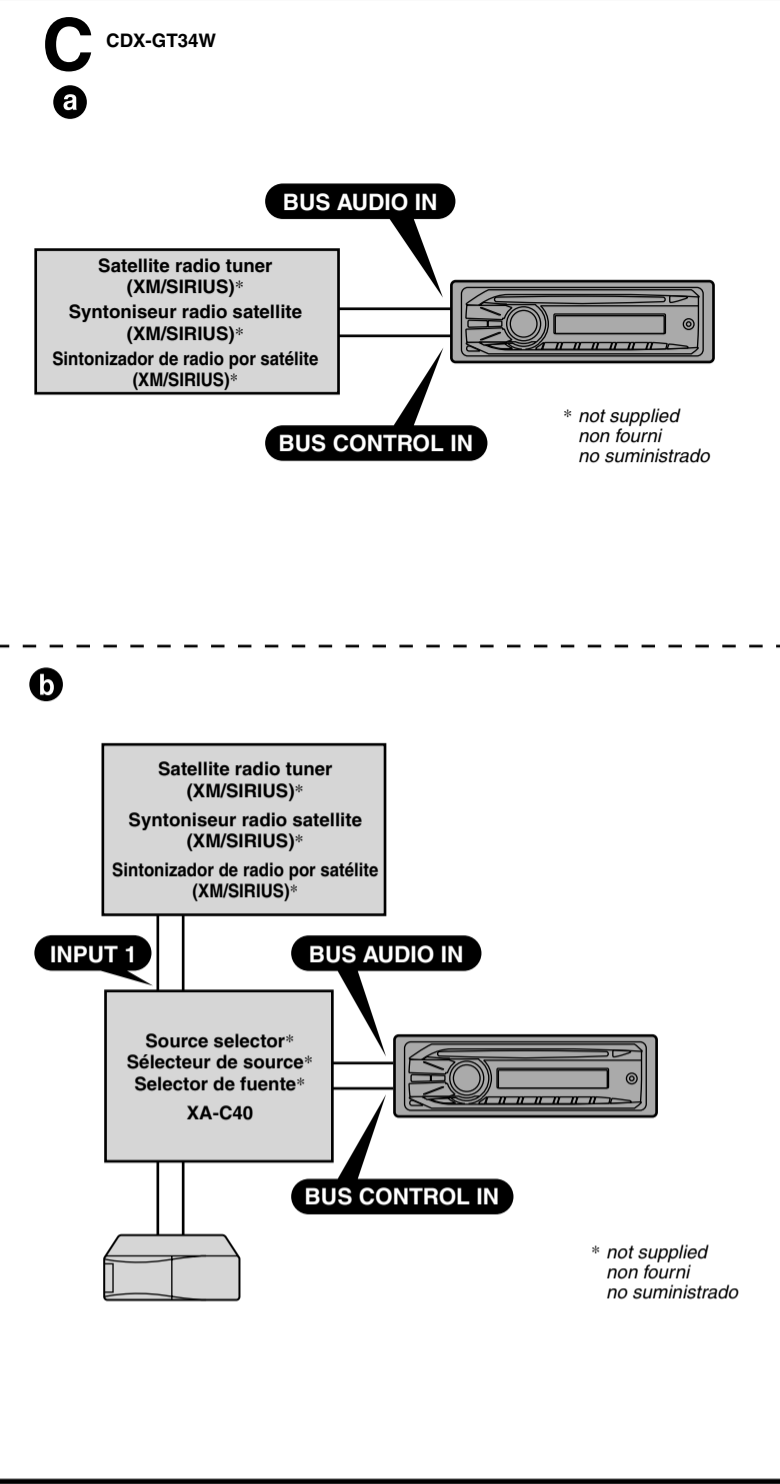 C CDX-GT34W
a
BUS AUDIO IN
Satellite radio tuner
(XM/SIRIUS)*
Syntoniseur radio satellite
(XM/SIRIUS)*
Sintonizador de radio por satélite
(XM/SIRIUS)*
BUS CONTROL IN
* not supplied
non fourni
no suministrado
b
Satellite radio tuner
(XM/SIRIUS)*
Syntoniseur radio satellite
(XM/SIRIUS)*
Sintonizador de radio por satélite
(XM/SIRIUS)*
INPUT 1
BUS AUDIO IN
Source selector*
Sélecteur de source*
Selector de fuente*
XA-C40
BUS CONTROL IN
* not supplied
non fourni
no suministrado